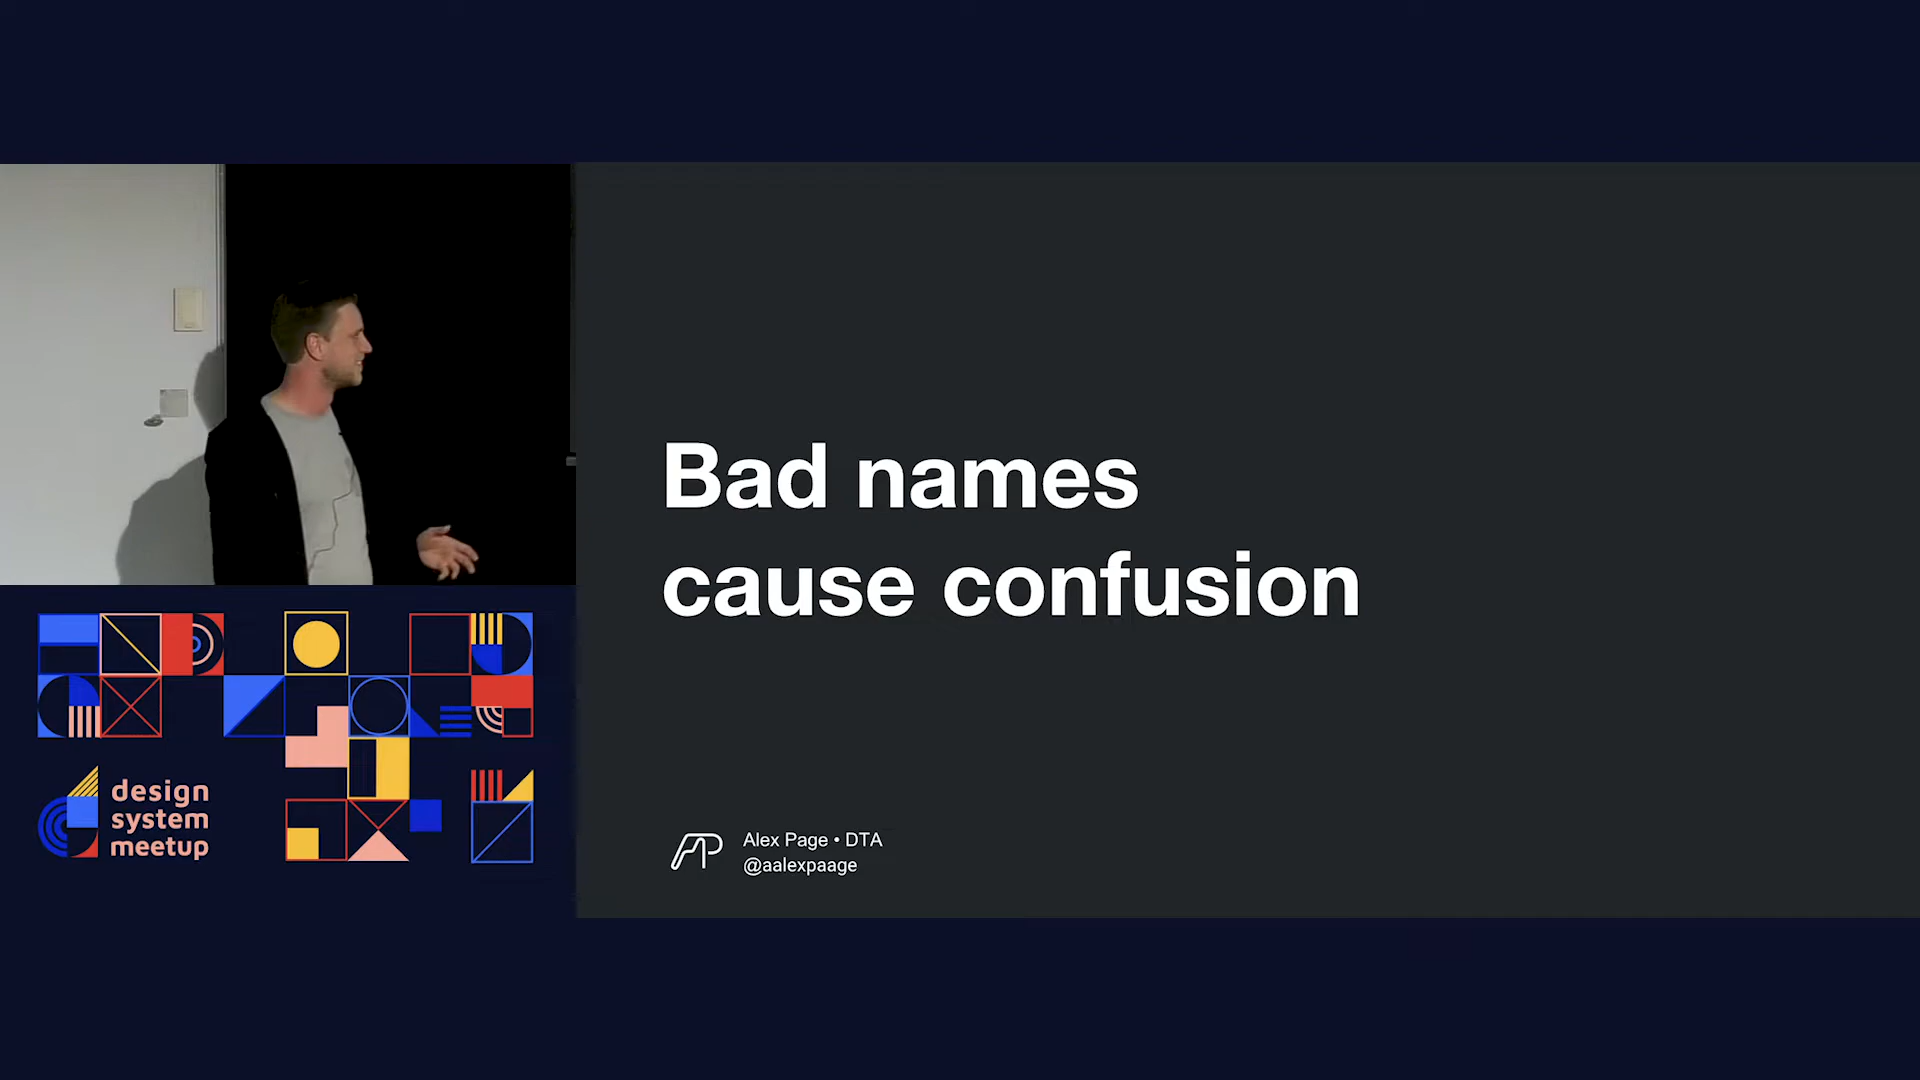 Bad names
cause confusion
Alex Page • DTA
@aalexpaage
design
system
meetup